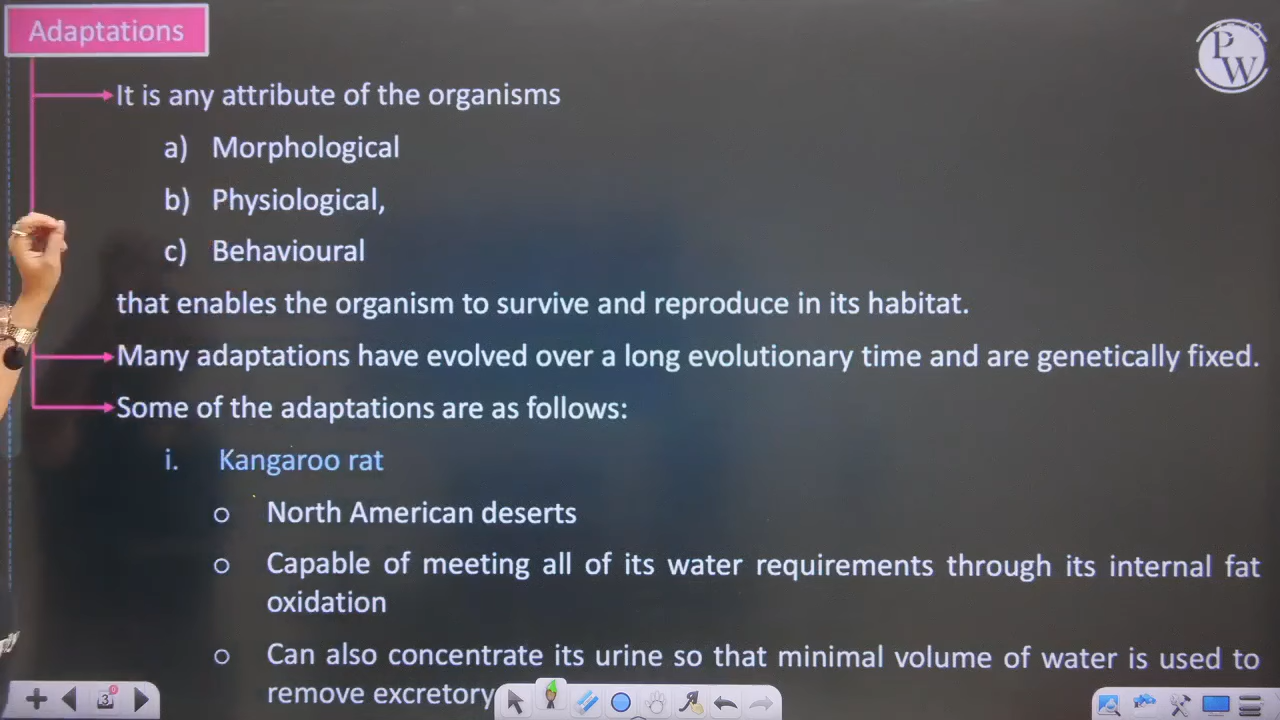 Adaptations
PW
It is any attribute of the organisms
a) Morphological
b) Physiological,
c) Behavioural
that enables the organism to survive and reproduce in its habitat.
Many adaptations have evolved over a long evolutionary time and are genetically fixed.
Some of the adaptations are as follows:
i. Kangaroo rat
o North American deserts
o Capable of meeting all of its water requirements through its internal fat
oxidation
o Can also concentrate its urine so that minimal volume of water is used to
remove excretory
3